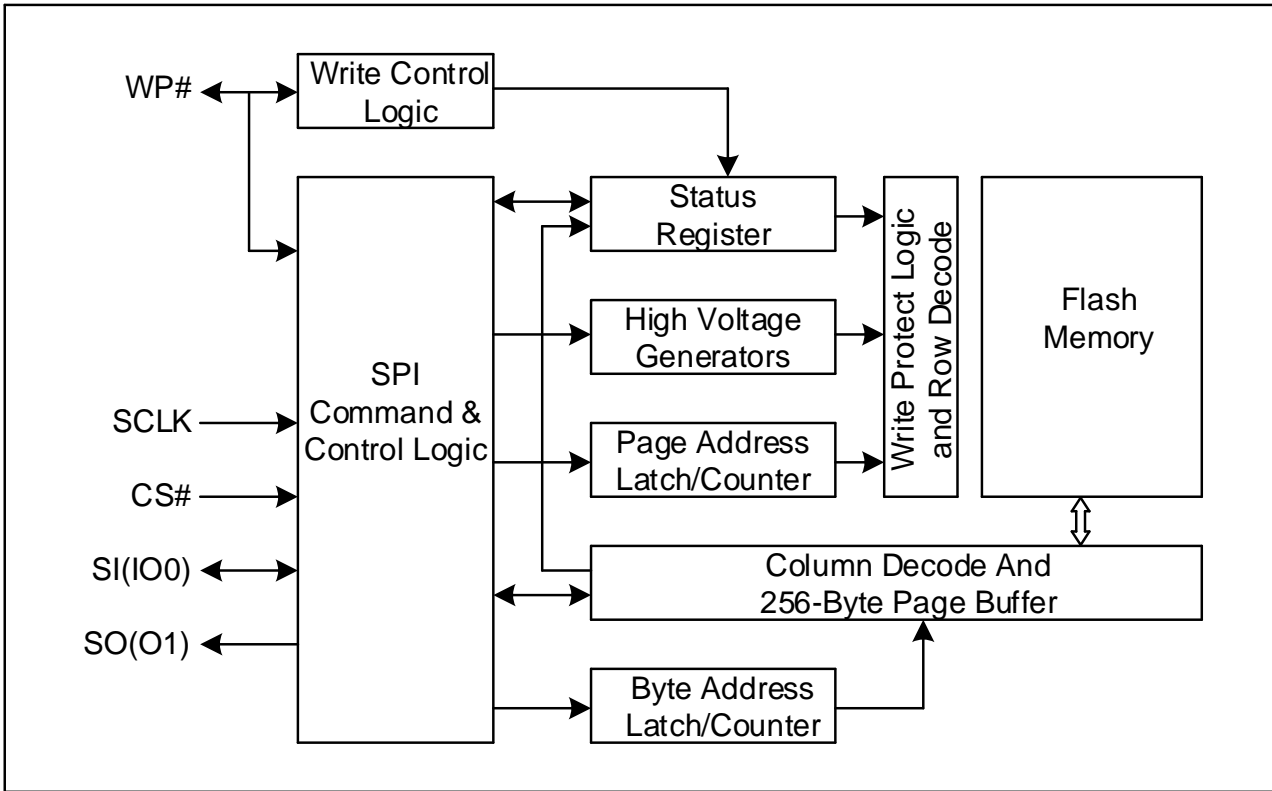 WP#
Write Control
Logic
SPI
Command &
Control Logic
SCLK
CS#
SI(IO0)
SO(O1)
Status
Register
High Voltage
Generators
Page Address
Latch/Counter
Write Protect Logic
and Row Decode
Flash
Memory
Column Decode And
256-Byte Page Buffer
Byte Address
Latch/Counter